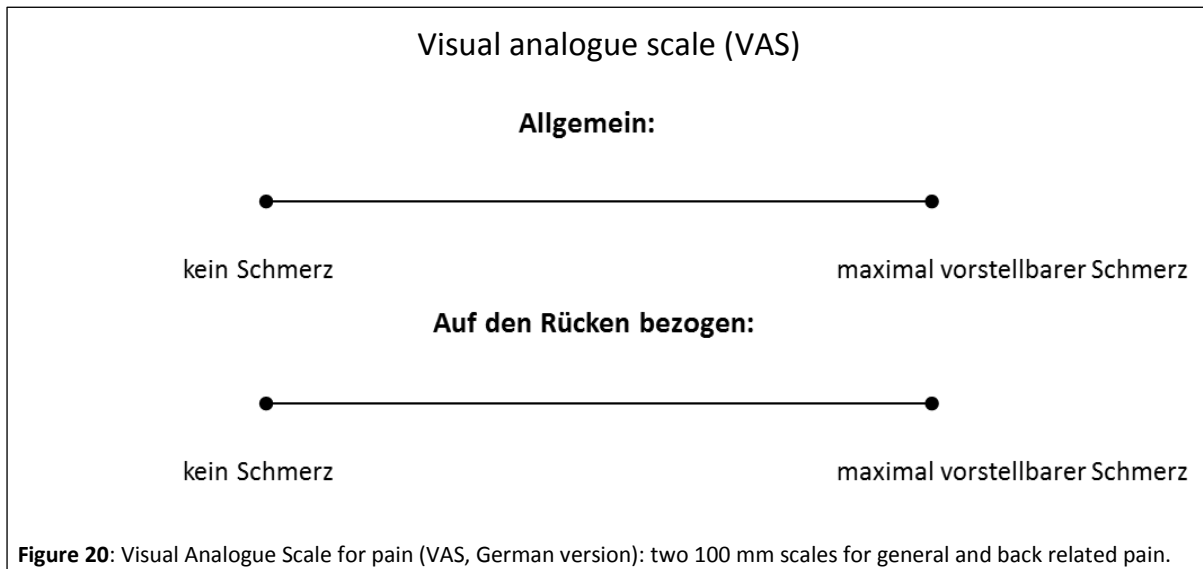 Visual analogue scale (VAS)
Allgemein:
kein Schmerz maximal vorstellbarer Schmerz
Auf den Rücken bezogen:
kein Schmerz maximal vorstellbarer Schmerz
Figure 20: Visual Analogue Scale for pain (VAS, German version): two 100 mm scales for general and back related pain.